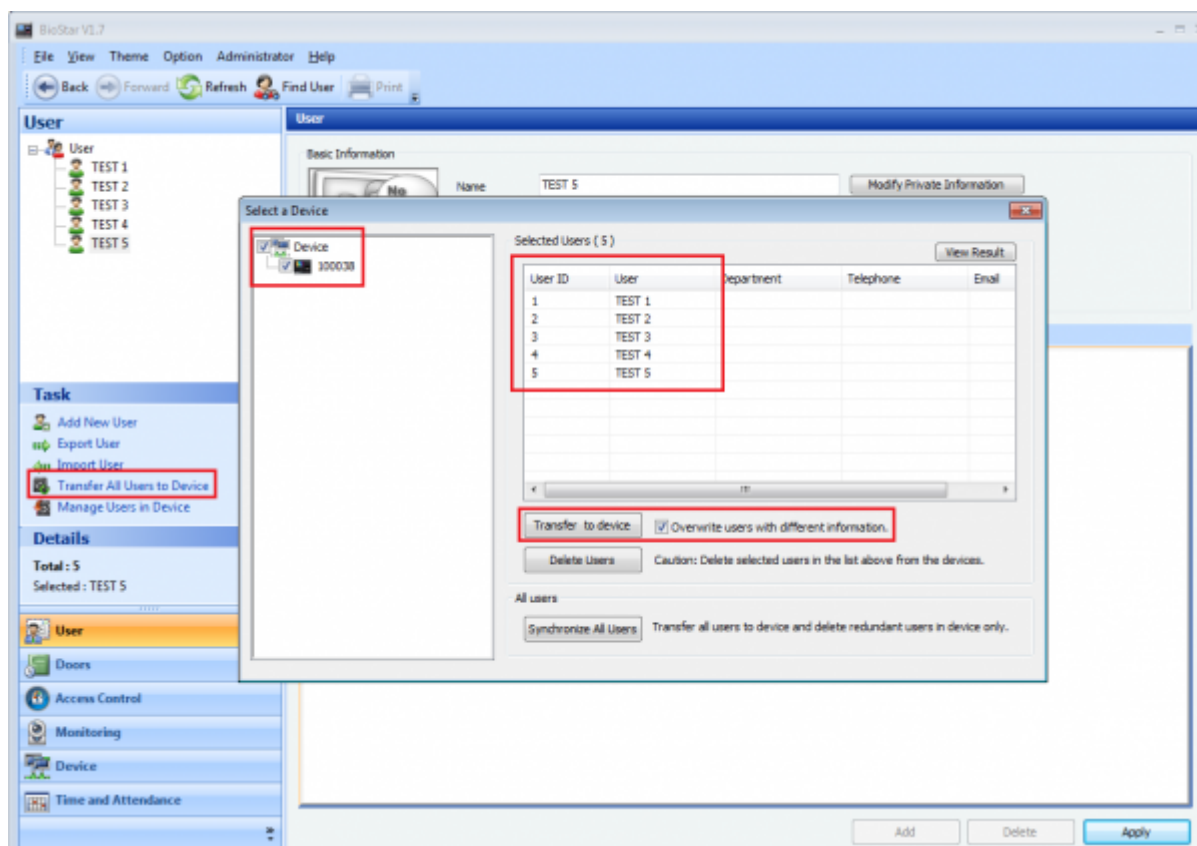 BioStar V1.7
File View Theme Option Administrator Help
Back Forward Refresh Find User Print
User
User
TEST 1
TEST 2
TEST 3
TEST 4
TEST 5
Task
Add New User
Export User
Import User
Transfer All Users to Device
Manage Users in Device
Details
Total : 5
Selected : TEST 5
User
Doors
Access Control
Monitoring
Device
Time and Attendance
User
Basic Information
No
Name TEST 5 Modify Private Information
Select a Device
Device
100038
Selected Users ( 5 )
View Result
User ID User Department Telephone Email
1 TEST 1
2 TEST 2
3 TEST 3
4 TEST 4
5 TEST 5
Transfer to device Overwrite users with different information.
Delete Users Caution: Delete selected users in the list above from the devices.
All users
Synchronize All Users Transfer all users to device and delete redundant users in device only.
Add Delete Apply